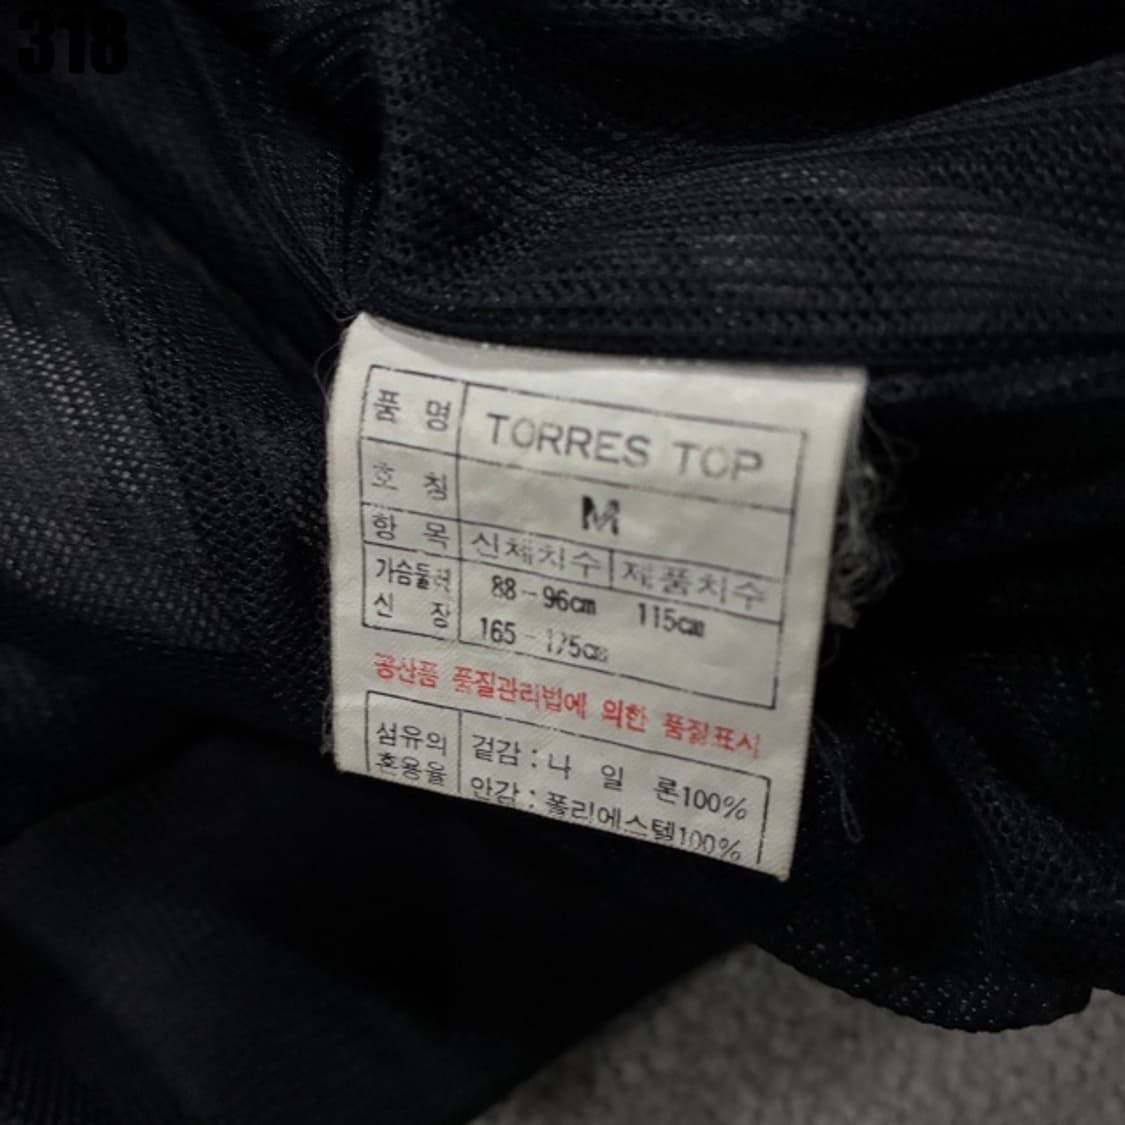 318
품 명 TORRES TOP
호 칭 M
항 목 신체치수 제품치수
가슴둘레 88-96cm 115cm
신 장 165-175cm
공산품 품질관리법에 의한 품질표시
섬유의 겉감:나 일 론100%
혼용율 안감:폴리에스텔100%